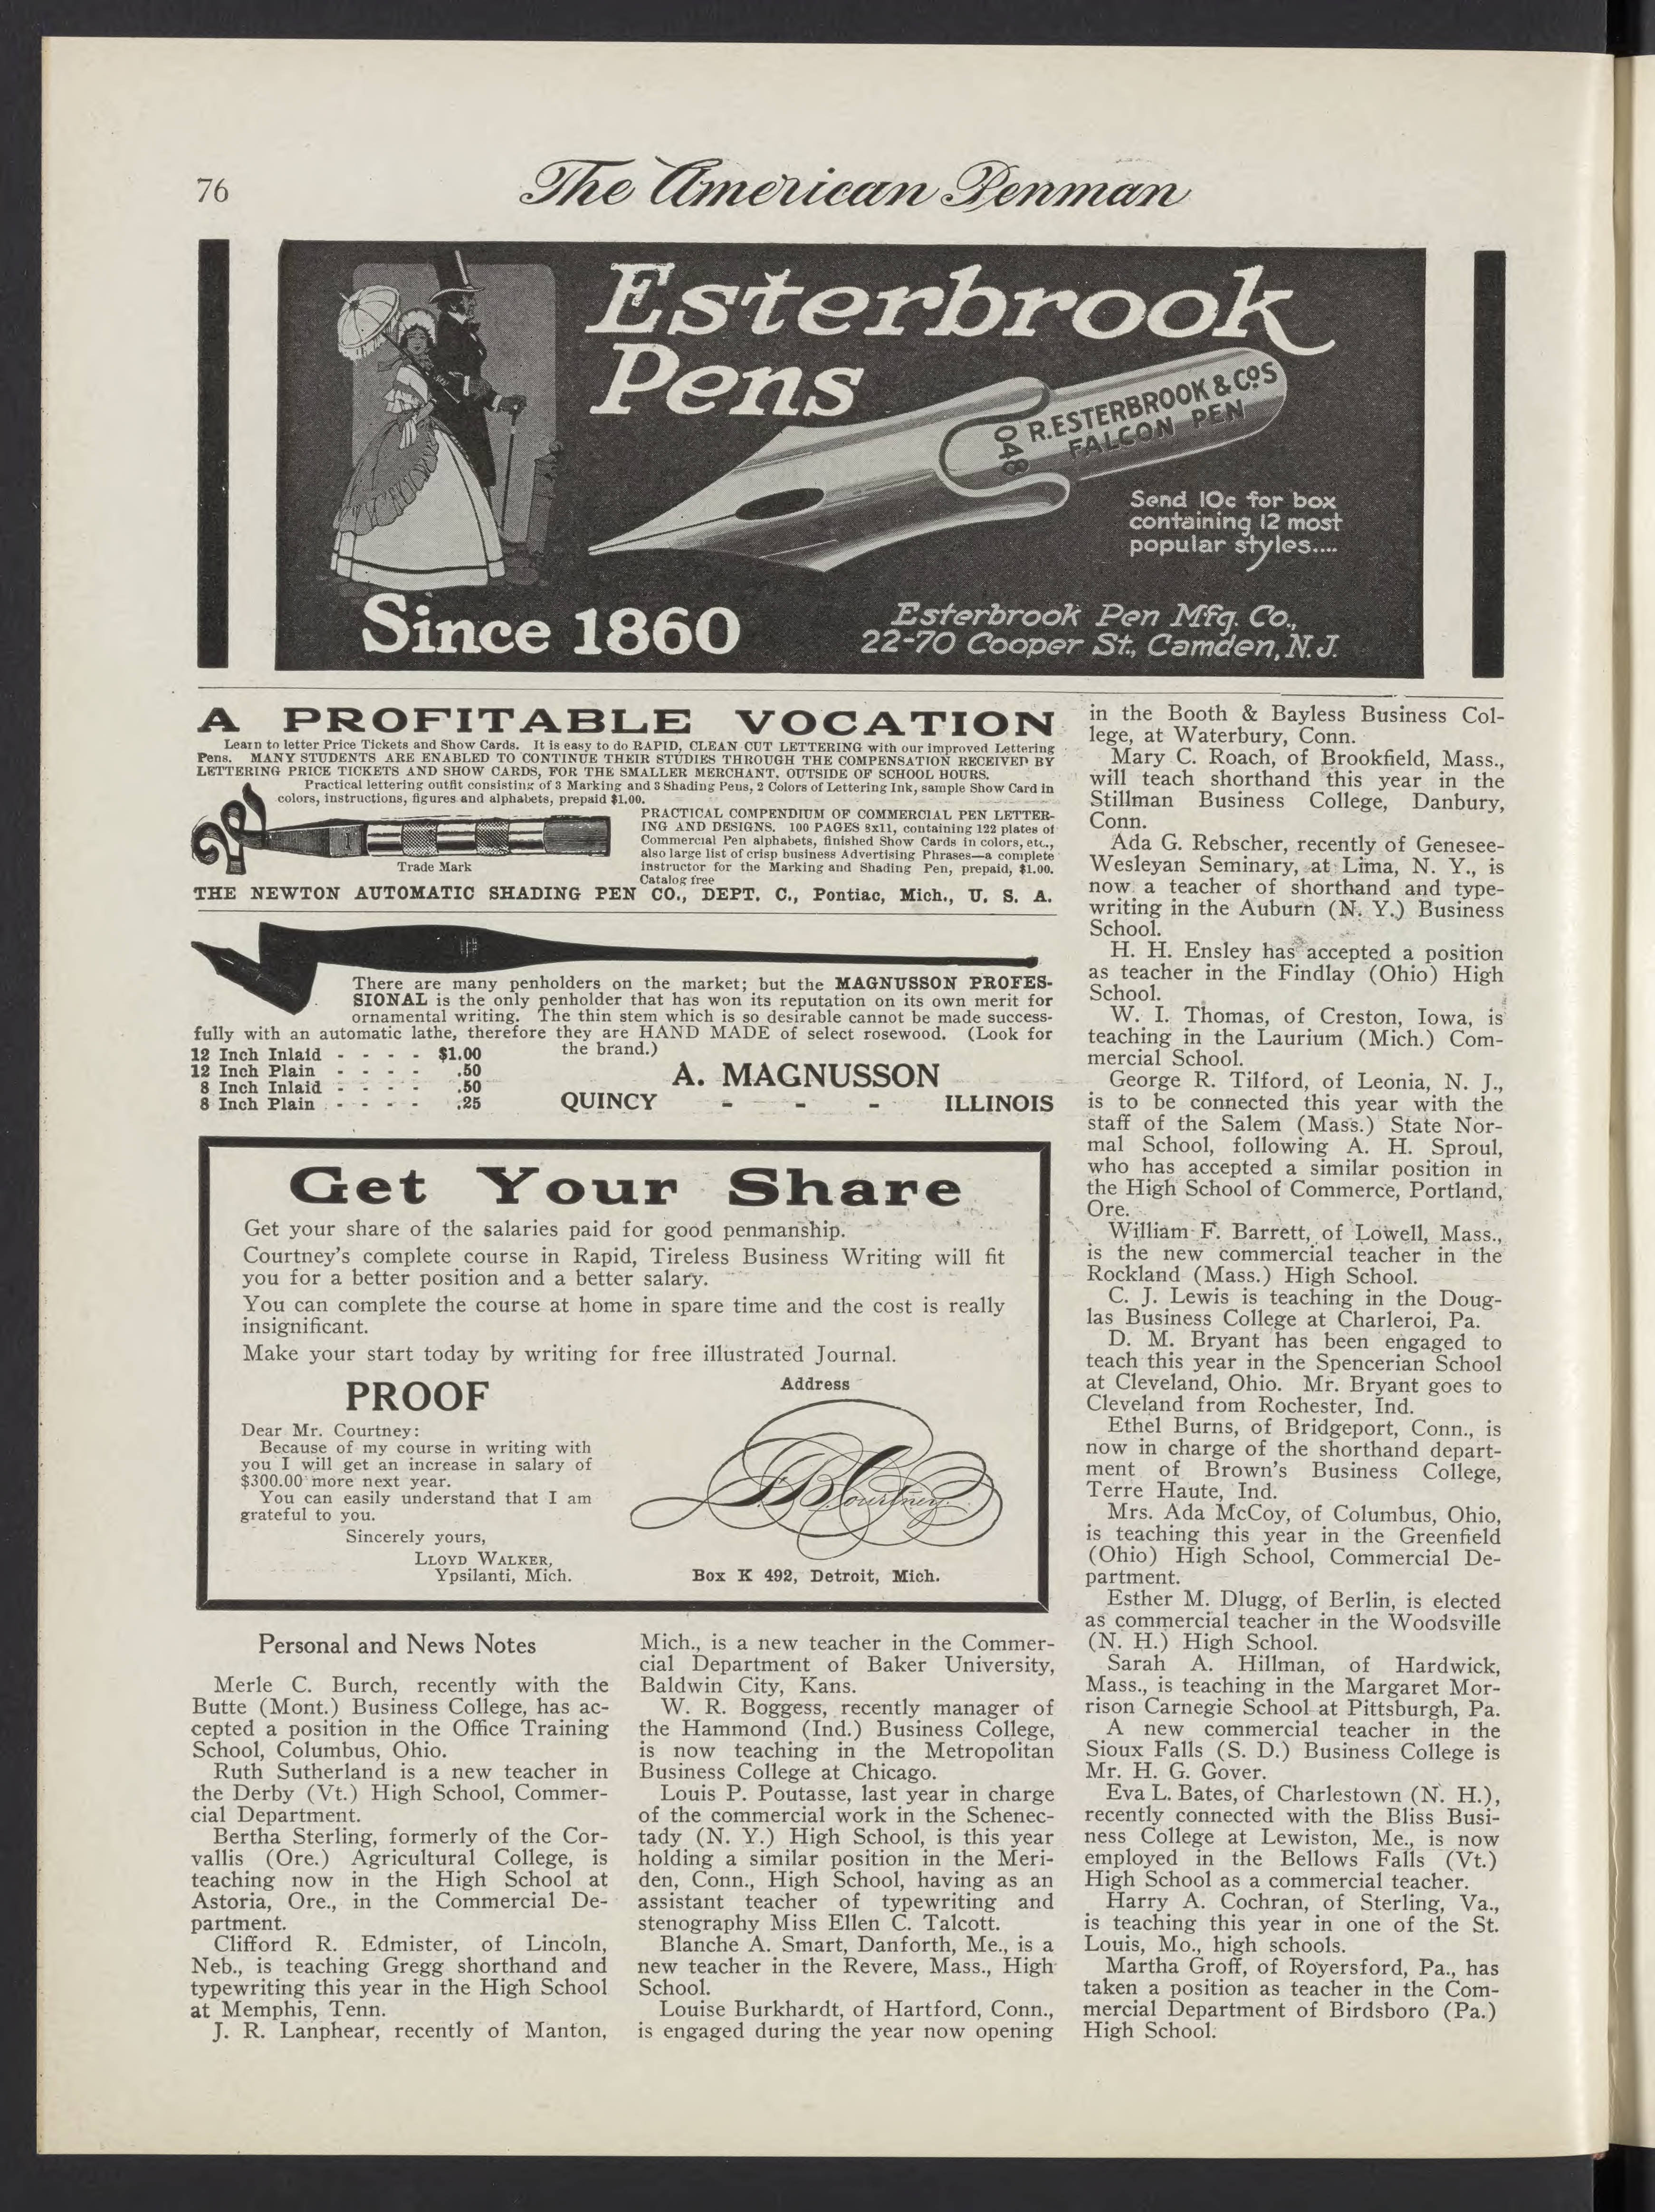 76
The American Penman
Esterbrook
Pens
R.ESTERBROOK & CO'S
FALCON PEN
048
Send 10c for box
containing 12 most
popular styles....
Since 1860
Esterbrook Pen Mfg. Co.,
22-70 Cooper St., Camden, N.J.
A PROFITABLE VOCATION
Learn to letter Price Tickets and Show Cards. It is easy to do RAPID, CLEAN CUT LETTERING with our improved Lettering
Pens. MANY STUDENTS ARE ENABLED TO CONTINUE THEIR STUDIES THROUGH THE COMPENSATION RECEIVED BY
LETTERING PRICE TICKETS AND SHOW CARDS, FOR THE SMALLER MERCHANT, OUTSIDE OF SCHOOL HOURS.
Practical lettering outfit consisting of 3 Marking and 3 Shading Pens, 2 Colors of Lettering Ink, sample Show Card in
colors, instructions, figures and alphabets, prepaid $1.00.
PRACTICAL COMPENDIUM OF COMMERCIAL PEN LETTER-
ING AND DESIGNS. 100 PAGES 8x11, containing 122 plates of
Commercial Pen alphabets, finished Show Cards in colors, etc.,
also large list of crisp business Advertising Phrases—a complete
instructor for the Marking and Shading Pen, prepaid, $1.00.
Catalog free
Trade Mark
THE NEWTON AUTOMATIC SHADING PEN CO., DEPT. C., Pontiac, Mich., U. S. A.
There are many penholders on the market; but the MAGNUSSON PROFES-
SIONAL is the only penholder that has won its reputation on its own merit for
ornamental writing. The thin stem which is so desirable cannot be made success-
fully with an automatic lathe, therefore they are HAND MADE of select rosewood. (Look for
the brand.)
12 Inch Inlaid - - - - $1.00
12 Inch Plain - - - - .50
8 Inch Inlaid - - - - .50
8 Inch Plain - - - - .25
A. MAGNUSSON
QUINCY - - - ILLINOIS
Get Your Share
Get your share of the salaries paid for good penmanship.
Courtney's complete course in Rapid, Tireless Business Writing will fit
you for a better position and a better salary.
You can complete the course at home in spare time and the cost is really
insignificant.
Make your start today by writing for free illustrated Journal.
PROOF
Dear Mr. Courtney:
Because of my course in writing with
you I will get an increase in salary of
$300.00 more next year.
You can easily understand that I am
grateful to you.
Sincerely yours,
LLOYD WALKER,
Ypsilanti, Mich.
Address
Courtney
Box K 492, Detroit, Mich.
Personal and News Notes
Merle C. Burch, recently with the
Butte (Mont.) Business College, has ac-
cepted a position in the Office Training
School, Columbus, Ohio.
Ruth Sutherland is a new teacher in
the Derby (Vt.) High School, Commer-
cial Department.
Bertha Sterling, formerly of the Cor-
vallis (Ore.) Agricultural College, is
teaching now in the High School at
Astoria, Ore., in the Commercial De-
partment.
Clifford R. Edmister, of Lincoln,
Neb., is teaching Gregg shorthand and
typewriting this year in the High School
at Memphis, Tenn.
J. R. Lanphear, recently of Manton,
Mich., is a new teacher in the Commer-
cial Department of Baker University,
Baldwin City, Kans.
W. R. Boggess, recently manager of
the Hammond (Ind.) Business College,
is now teaching in the Metropolitan
Business College at Chicago.
Louis P. Poutasse, last year in charge
of the commercial work in the Schenec-
tady (N. Y.) High School, is this year
holding a similar position in the Meri-
den, Conn., High School, having as an
assistant teacher of typewriting and
stenography Miss Ellen C. Talcott.
Blanche A. Smart, Danforth, Me., is a
new teacher in the Revere, Mass., High
School.
Louise Burkhardt, of Hartford, Conn.,
is engaged during the year now opening
in the Booth & Bayless Business Col-
lege, at Waterbury, Conn.
Mary C. Roach, of Brookfield, Mass.,
will teach shorthand this year in the
Stillman Business College, Danbury,
Conn.
Ada G. Rebscher, recently of Genesee-
Wesleyan Seminary, at Lima, N. Y., is
now a teacher of shorthand and type-
writing in the Auburn (N. Y.) Business
School.
H. H. Ensley has accepted a position
as teacher in the Findlay (Ohio) High
School.
W. I. Thomas, of Creston, Iowa, is
teaching in the Laurium (Mich.) Com-
mercial School.
George R. Tilford, of Leonia, N. J.,
is to be connected this year with the
staff of the Salem (Mass.) State Nor-
mal School, following A. H. Sproul,
who has accepted a similar position in
the High School of Commerce, Portland,
Ore.
William F. Barrett, of Lowell, Mass.,
is the new commercial teacher in the
Rockland (Mass.) High School.
C. J. Lewis is teaching in the Doug-
las Business College at Charleroi, Pa.
D. M. Bryant has been engaged to
teach this year in the Spencerian School
at Cleveland, Ohio. Mr. Bryant goes to
Cleveland from Rochester, Ind.
Ethel Burns, of Bridgeport, Conn., is
now in charge of the shorthand depart-
ment of Brown's Business College,
Terre Haute, Ind.
Mrs. Ada McCoy, of Columbus, Ohio,
is teaching this year in the Greenfield
(Ohio) High School, Commercial De-
partment.
Esther M. Dlugg, of Berlin, is elected
as commercial teacher in the Woodsville
(N. H.) High School.
Sarah A. Hillman, of Hardwick,
Mass., is teaching in the Margaret Mor-
rison Carnegie School at Pittsburgh, Pa.
A new commercial teacher in the
Sioux Falls (S. D.) Business College is
Mr. H. G. Gover.
Eva L. Bates, of Charlestown (N. H.),
recently connected with the Bliss Busi-
ness College at Lewiston, Me., is now
employed in the Bellows Falls (Vt.)
High School as a commercial teacher.
Harry A. Cochran, of Sterling, Va.,
is teaching this year in one of the St.
Louis, Mo., high schools.
Martha Groff, of Royersford, Pa., has
taken a position as teacher in the Com-
mercial Department of Birdsboro (Pa.)
High School.